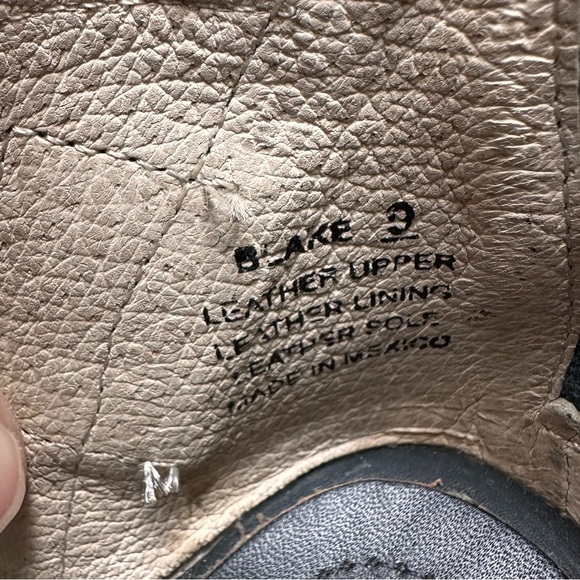 BLAKE 9
LEATHER UPPER
LEATHER LINING
LEATHER SOLE
MADE IN MEXICO
M